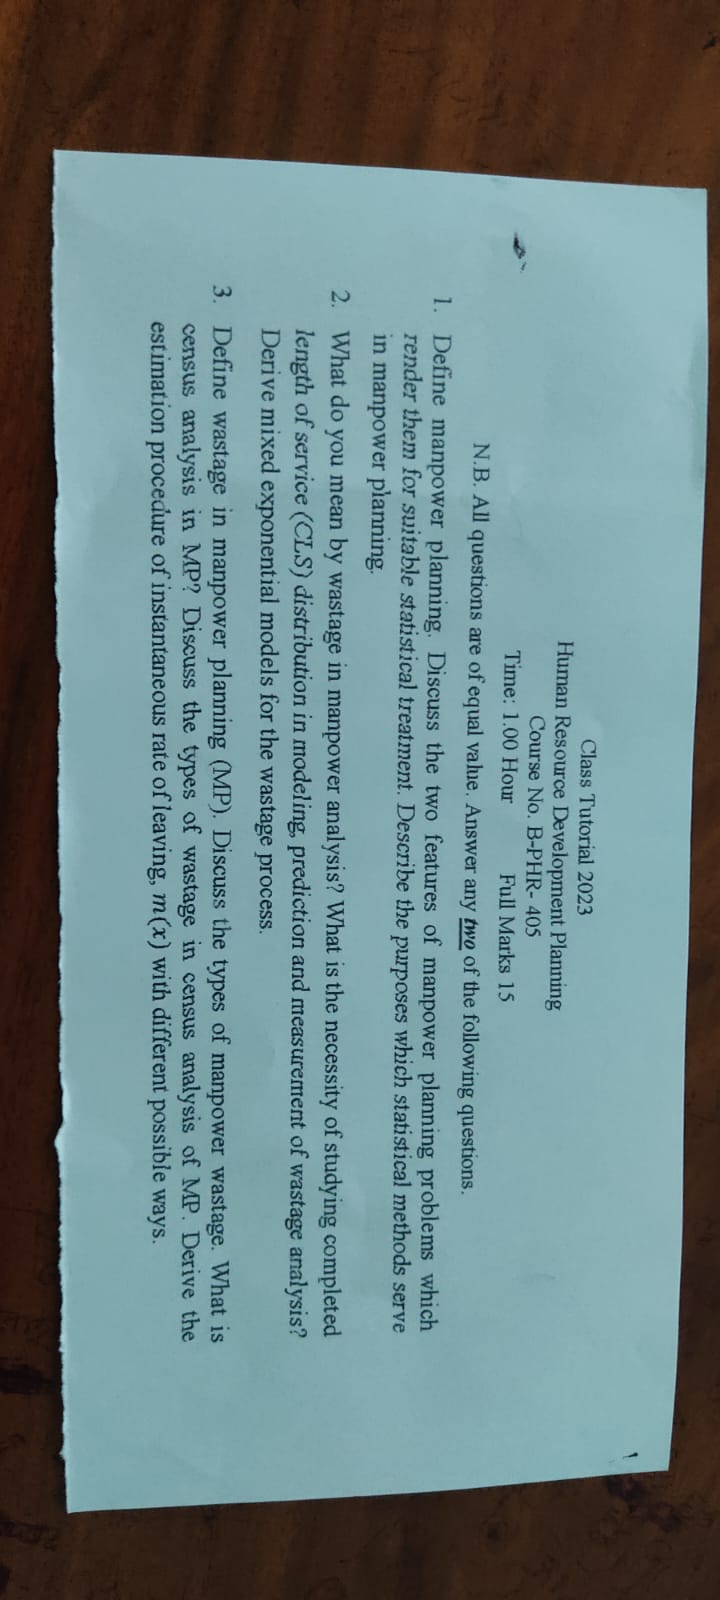 Class Tutorial 2023
Human Resource Development Planning
Course No. B-PHR- 405
Time: 1.00 Hour Full Marks 15
N.B. All questions are of equal value. Answer any two of the following questions.
1. Define manpower planning. Discuss the two features of manpower planning problems which
render them for suitable statistical treatment. Describe the purposes which statistical methods serve
in manpower planning.
2. What do you mean by wastage in manpower analysis? What is the necessity of studying completed
length of service (CLS) distribution in modeling, prediction and measurement of wastage analysis?
Derive mixed exponential models for the wastage process.
3. Define wastage in manpower planning (MP). Discuss the types of manpower wastage. What is
census analysis in MP? Discuss the types of wastage in census analysis of MP. Derive the
estimation procedure of instantaneous rate of leaving, m(x) with different possible ways.